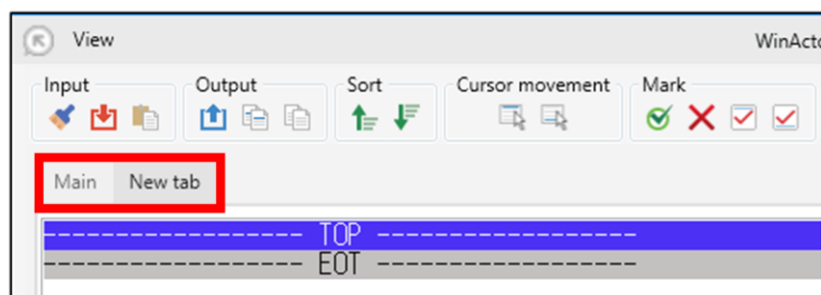 View
WinActo
Input
Output
Sort
Cursor movement
Mark
Main
New tab
------------------ TOP ------------------
------------------ EOT ------------------